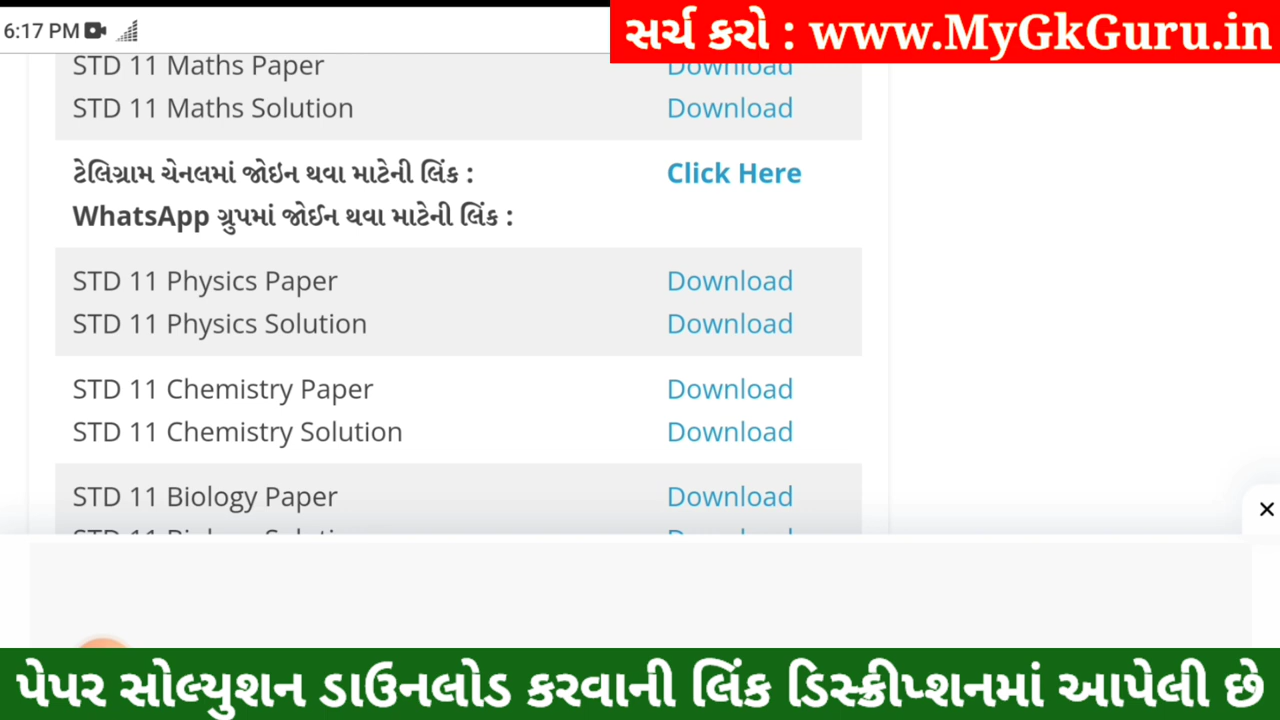 6:17 PM
સર્ચ કરો : www.MyGkGuru.in
STD 11 Maths Paper Download
STD 11 Maths Solution Download
ટેલિગ્રામ ચેનલમાં જોઇન થવા માટેની લિંક : Click Here
WhatsApp ગ્રુપમાં જોઈન થવા માટેની લિંક :
STD 11 Physics Paper Download
STD 11 Physics Solution Download
STD 11 Chemistry Paper Download
STD 11 Chemistry Solution Download
STD 11 Biology Paper Download
પેપર સોલ્યુશન ડાઉનલોડ કરવાની લિંક ડિસ્ક્રીપ્શનમાં આપેલી છે